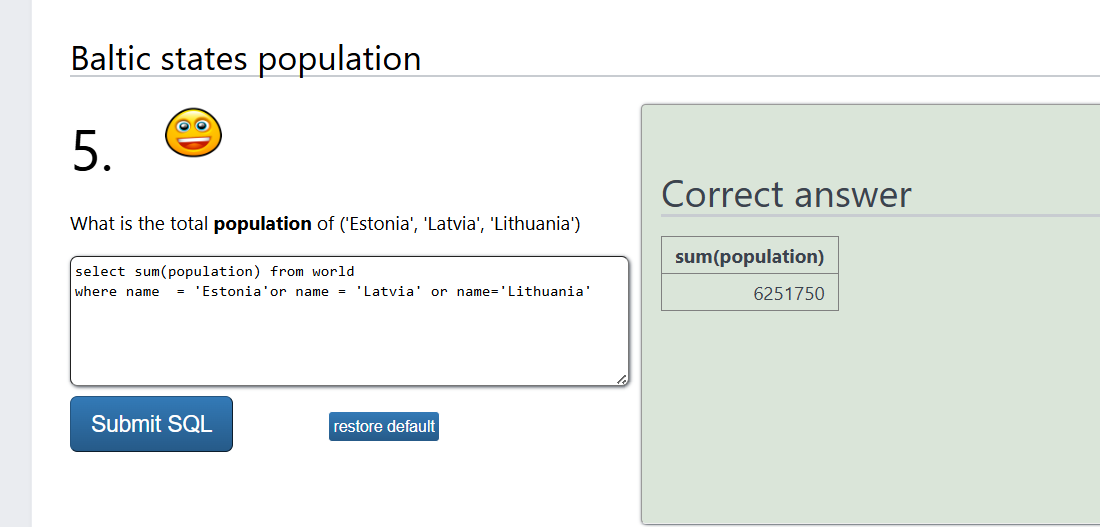 Baltic states population
5.
What is the total population of ('Estonia', 'Latvia', 'Lithuania')
select sum(population) from world
where name  = 'Estonia'or name = 'Latvia' or name='Lithuania'
Submit SQL
restore default
Correct answer
sum(population)
6251750